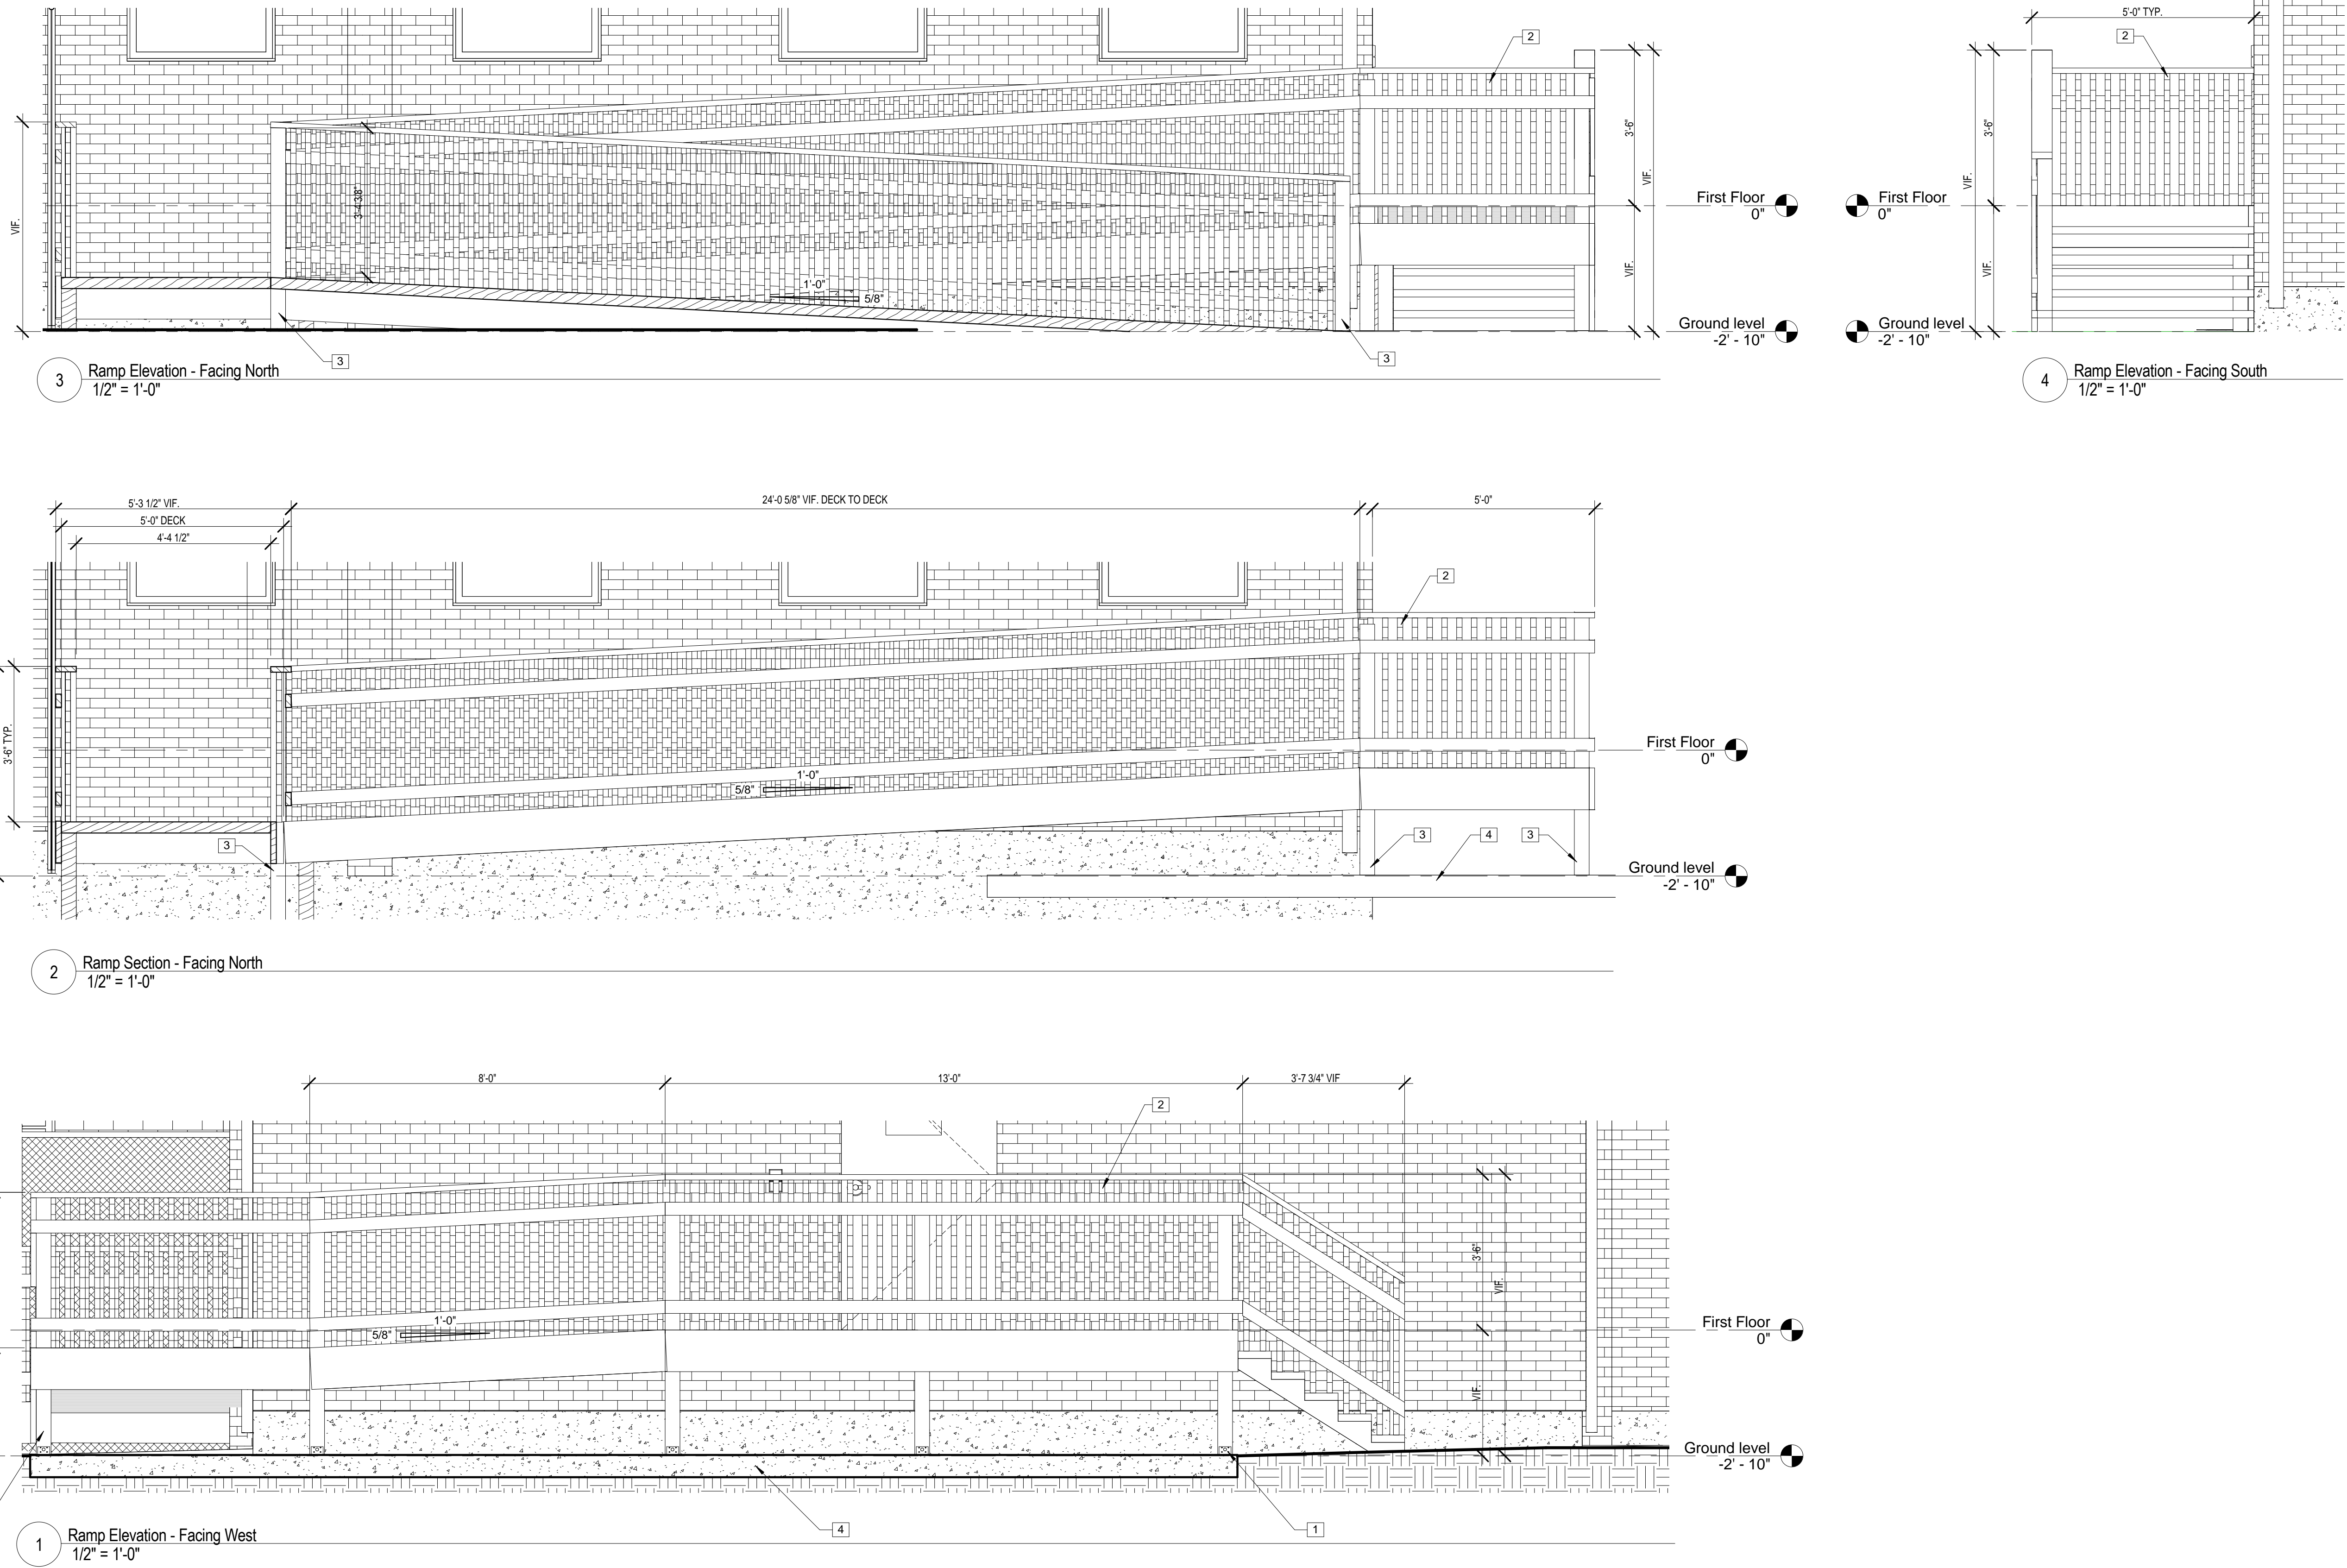 2
VIF.
3'-4 3/8"
3'-6"
VIF.
VIF.
First Floor
0"
1'-0"
5/8"
Ground level
-2' - 10"
3
3
3
Ramp Elevation - Facing North
1/2" = 1'-0"
5'-0" TYP.
2
3'-6"
VIF.
VIF.
First Floor
0"
Ground level
-2' - 10"
4
Ramp Elevation - Facing South
1/2" = 1'-0"
5'-3 1/2" VIF.
24'-0 5/8" VIF. DECK TO DECK
5'-0"
5'-0" DECK
4'-4 1/2"
2
3'-6" TYP.
First Floor
0"
1'-0"
5/8"
3
3
4
3
Ground level
-2' - 10"
2
Ramp Section - Facing North
1/2" = 1'-0"
8'-0"
13'-0"
3'-7 3/4" VIF
2
3'-6"
VIF.
VIF.
First Floor
0"
1'-0"
5/8"
Ground level
-2' - 10"
4
1
1
Ramp Elevation - Facing West
1/2" = 1'-0"